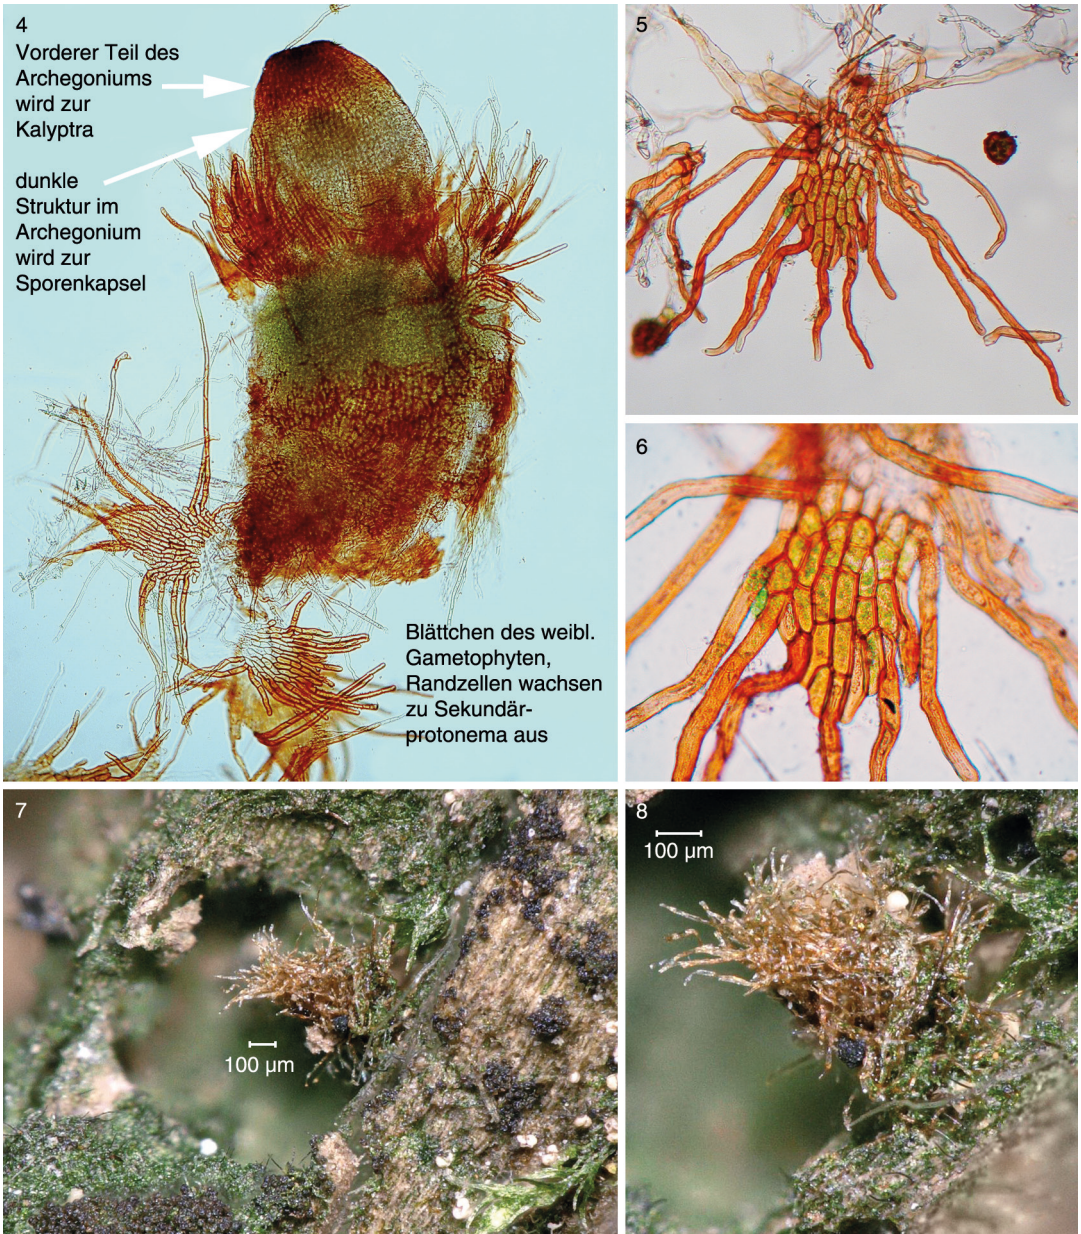 4
Vorderer Teil des
Archegoniums
wird zur
Kalyptra
dunkle
Struktur im
Archegonium
wird zur
Sporenkapsel
Blättchen des weibl.
Gametophyten,
Randzellen wachsen
zu Sekundär-
protonema aus
5
6
7
100 µm
8
100 µm